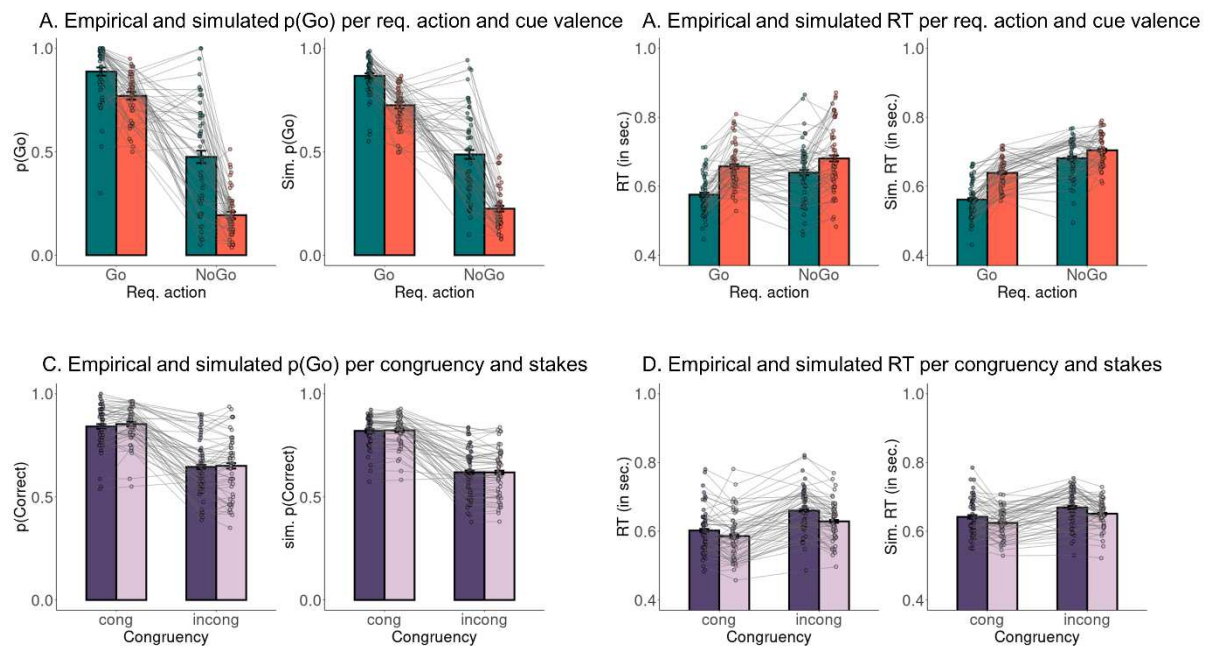 A. Empirical and simulated p(Go) per req. action and cue valence
1.0
0.5
0.0
p(Go)
Go
NoGo
Req. action
1.0
0.5
0.0
Sim. p(Go)
Go
NoGo
Req. action
A. Empirical and simulated RT per req. action and cue valence
1.0
0.8
0.6
0.4
RT (in sec.)
Go
NoGo
Req. action
1.0
0.8
0.6
0.4
Sim. RT (in sec.)
Go
NoGo
Req. action
C. Empirical and simulated p(Go) per congruency and stakes
1.0
0.5
0.0
p(Correct)
cong
incong
Congruency
1.0
0.5
0.0
sim. p(Correct)
cong
incong
Congruency
D. Empirical and simulated RT per congruency and stakes
1.0
0.8
0.6
0.4
RT (in sec.)
cong
incong
Congruency
1.0
0.8
0.6
0.4
Sim. RT (in sec.)
cong
incong
Congruency